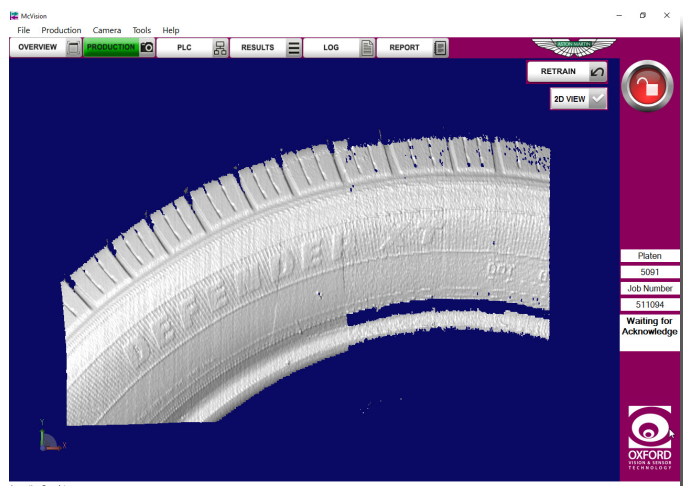 McVision
File Production Camera Tools Help
OVERVIEW PRODUCTION PLC RESULTS LOG REPORT
ASTON MARTIN
RETRAIN
2D VIEW
DEFENDER XT
DOT
Platen
5091
Job Number
511094
Waiting for
Acknowledge
Y
X
OXFORD
VISION & SENSOR
TECHNOLOGY